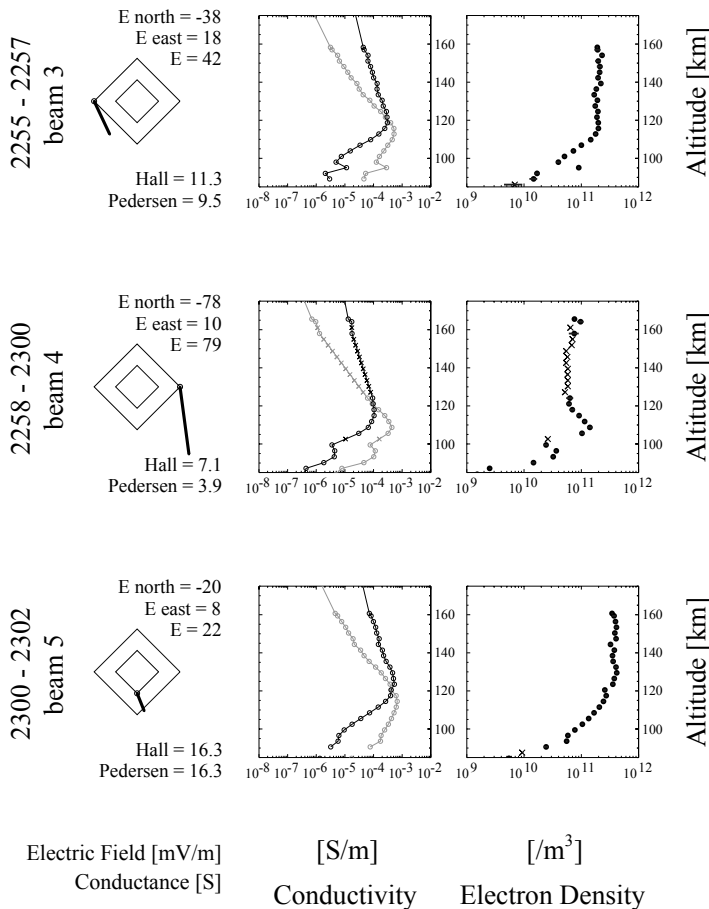 2255 - 2257
beam 3
E north = -38
E east = 18
E = 42
Hall = 11.3
Pedersen = 9.5
160
140
120
100
10⁻⁸ 10⁻⁷ 10⁻⁶ 10⁻⁵ 10⁻⁴ 10⁻³ 10⁻²
160
140
120
100
10⁹ 10¹⁰ 10¹¹ 10¹²
Altitude [km]
2258 - 2300
beam 4
E north = -78
E east = 10
E = 79
Hall = 7.1
Pedersen = 3.9
160
140
120
100
10⁻⁸ 10⁻⁷ 10⁻⁶ 10⁻⁵ 10⁻⁴ 10⁻³ 10⁻²
160
140
120
100
10⁹ 10¹⁰ 10¹¹ 10¹²
Altitude [km]
2300 - 2302
beam 5
E north = -20
E east = 8
E = 22
Hall = 16.3
Pedersen = 16.3
160
140
120
100
10⁻⁸ 10⁻⁷ 10⁻⁶ 10⁻⁵ 10⁻⁴ 10⁻³ 10⁻²
160
140
120
100
10⁹ 10¹⁰ 10¹¹ 10¹²
Altitude [km]
Electric Field [mV/m]
Conductance [S]
[S/m]
Conductivity
[/m³]
Electron Density